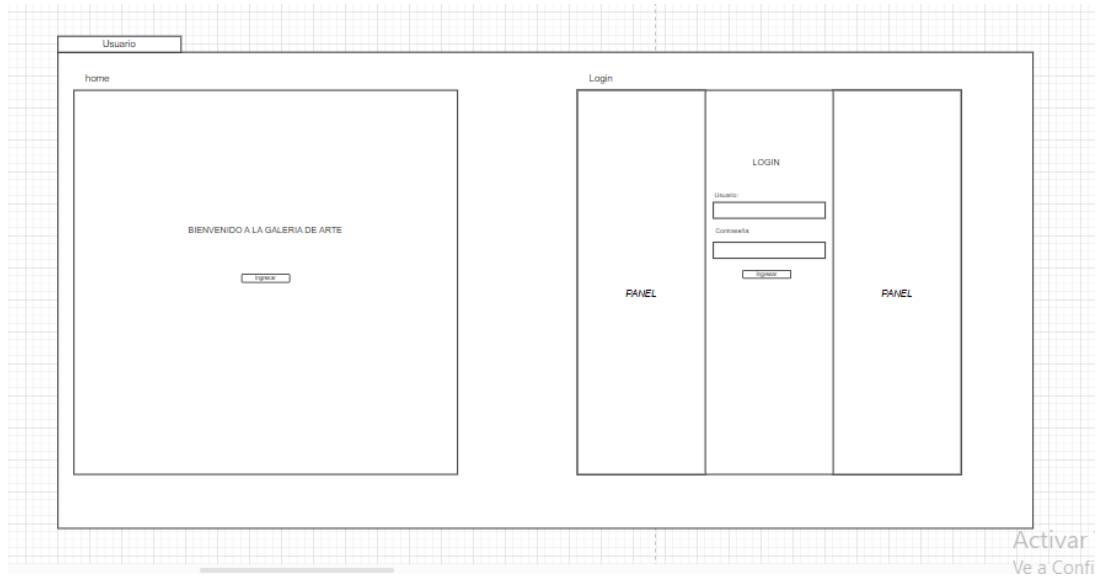 Usuario
home
BIENVENIDO A LA GALERIA DE ARTE
Ingresar
Login
PANEL
LOGIN
Usuario:
Contraseña:
Ingresar
PANEL
Activar
Ve a Confi